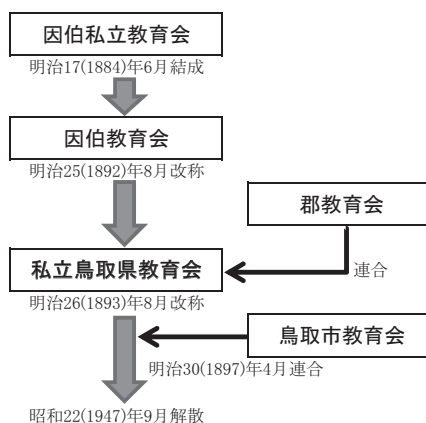 因伯私立教育会
明治17(1884)年6月結成
因伯教育会
明治25(1892)年8月改称
郡教育会
私立鳥取県教育会
連合
明治26(1893)年8月改称
鳥取市教育会
明治30(1897)年4月連合
昭和22(1947)年9月解散